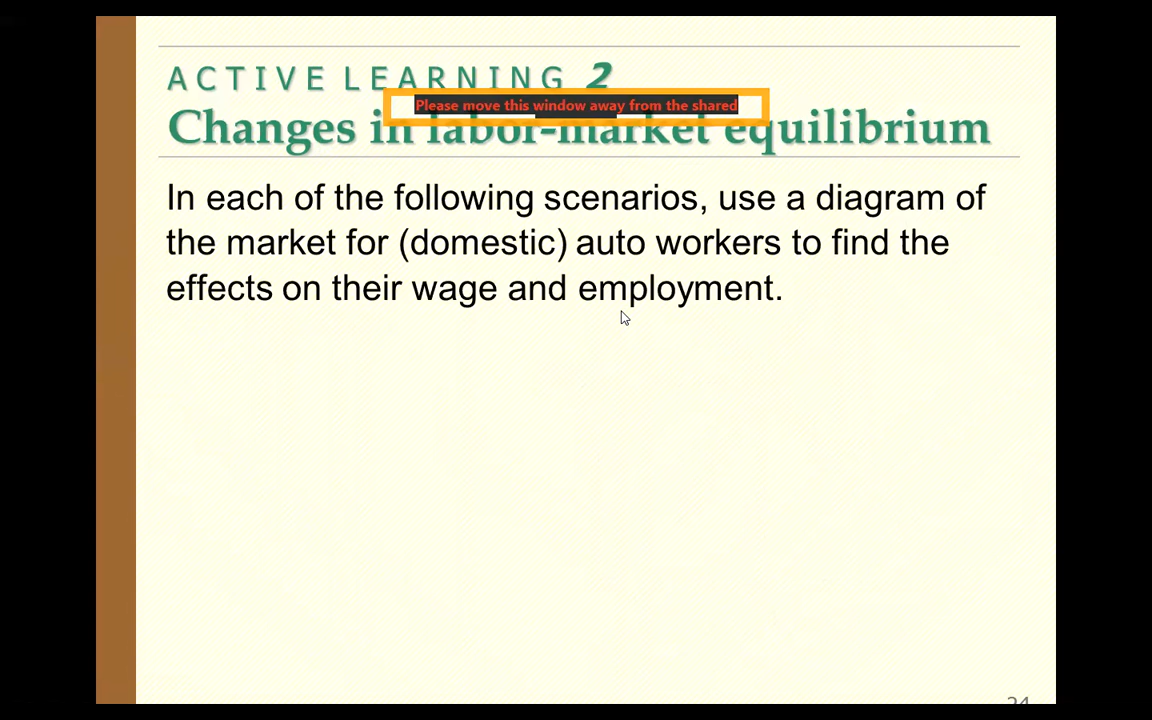 ACTIVE LEARNING 2
Please move this window away from the shared
Changes in labor-market equilibrium
In each of the following scenarios, use a diagram of
the market for (domestic) auto workers to find the
effects on their wage and employment.
24